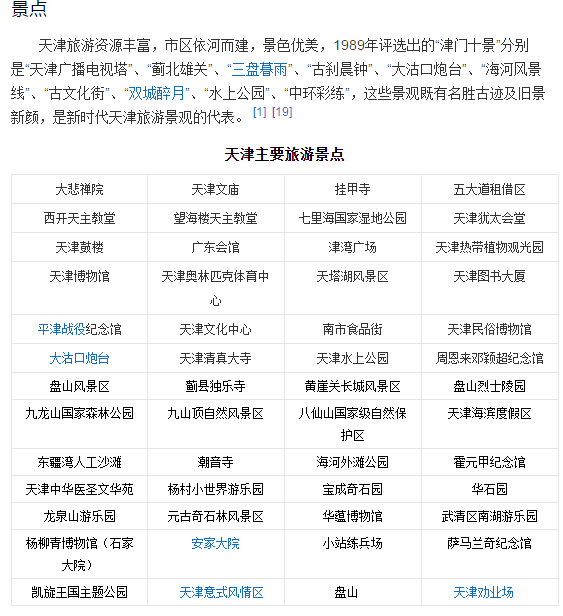 景点
天津旅游资源丰富，市区依河而建，景色优美，1989年评选出的“津门十景”分别
是“天津广播电视塔”、“蓟北雄关”、“三盘暮雨”、“古刹晨钟”、“大沽口炮台”、“海河风景
线”、“古文化街”、“双城醉月”、“水上公园”、“中环彩练”，这些景观既有名胜古迹及旧景
新颜，是新时代天津旅游景观的代表。 [1] [19]
天津主要旅游景点
大悲禅院 天津文庙 挂甲寺 五大道租借区
西开天主教堂 望海楼天主教堂 七里海国家湿地公园 天津犹太会堂
天津鼓楼 广东会馆 津湾广场 天津热带植物观光园
天津博物馆 天津奥林匹克体育中 天塔湖风景区 天津图书大厦
心
平津战役纪念馆 天津文化中心 南市食品街 天津民俗博物馆
大沽口炮台 天津清真大寺 天津水上公园 周恩来邓颖超纪念馆
盘山风景区 蓟县独乐寺 黄崖关长城风景区 盘山烈士陵园
九龙山国家森林公园 九山顶自然风景区 八仙山国家级自然保 天津海滨度假区
护区
东疆湾人工沙滩 潮音寺 海河外滩公园 霍元甲纪念馆
天津中华医圣文华苑 杨村小世界游乐园 宝成奇石园 华石园
龙泉山游乐园 元古奇石林风景区 华蕴博物馆 武清区南湖游乐园
杨柳青博物馆（石家 安家大院 小站练兵场 萨马兰奇纪念馆
大院）
凯旋王国主题公园 天津意式风情区 盘山 天津劝业场